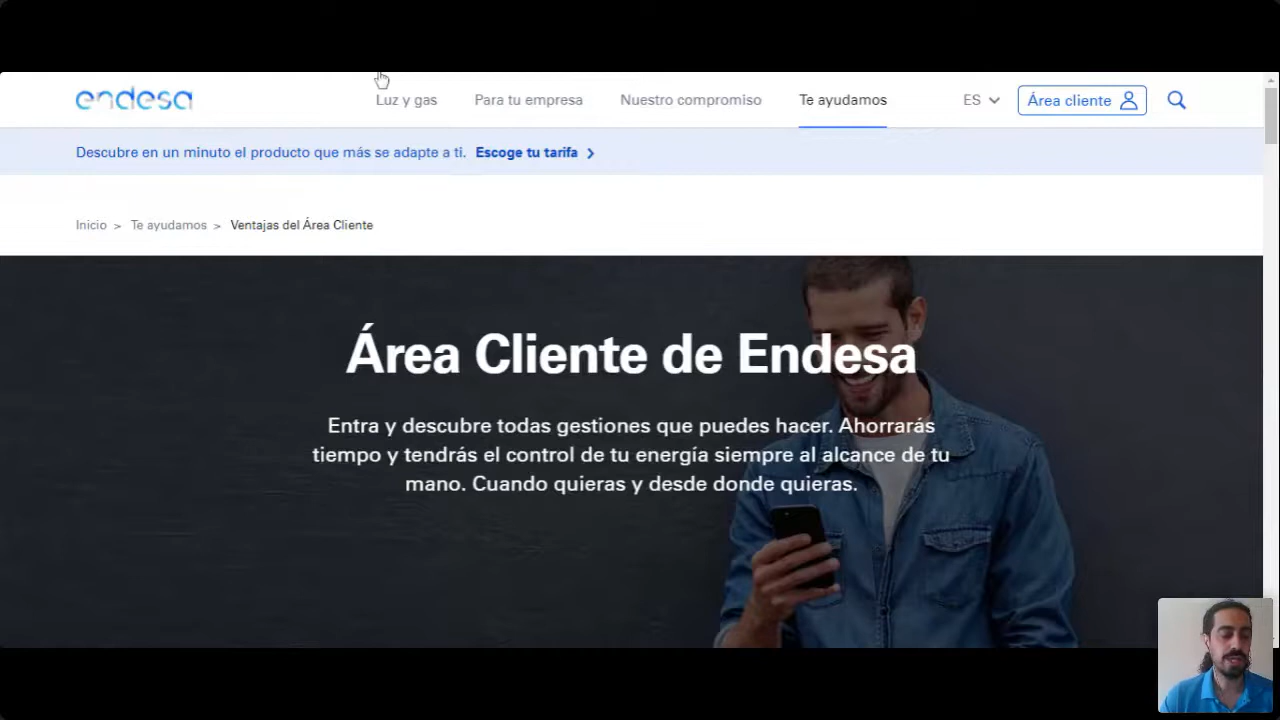 endesa
Luz y gas
Para tu empresa
Nuestro compromiso
Te ayudamos
ES
Área cliente
Descubre en un minuto el producto que más se adapte a ti. Escoge tu tarifa >
Inicio > Te ayudamos > Ventajas del Área Cliente
Área Cliente de Endesa
Entra y descubre todas gestiones que puedes hacer. Ahorrarás
tiempo y tendrás el control de tu energía siempre al alcance de tu
mano. Cuando quieras y desde donde quieras.